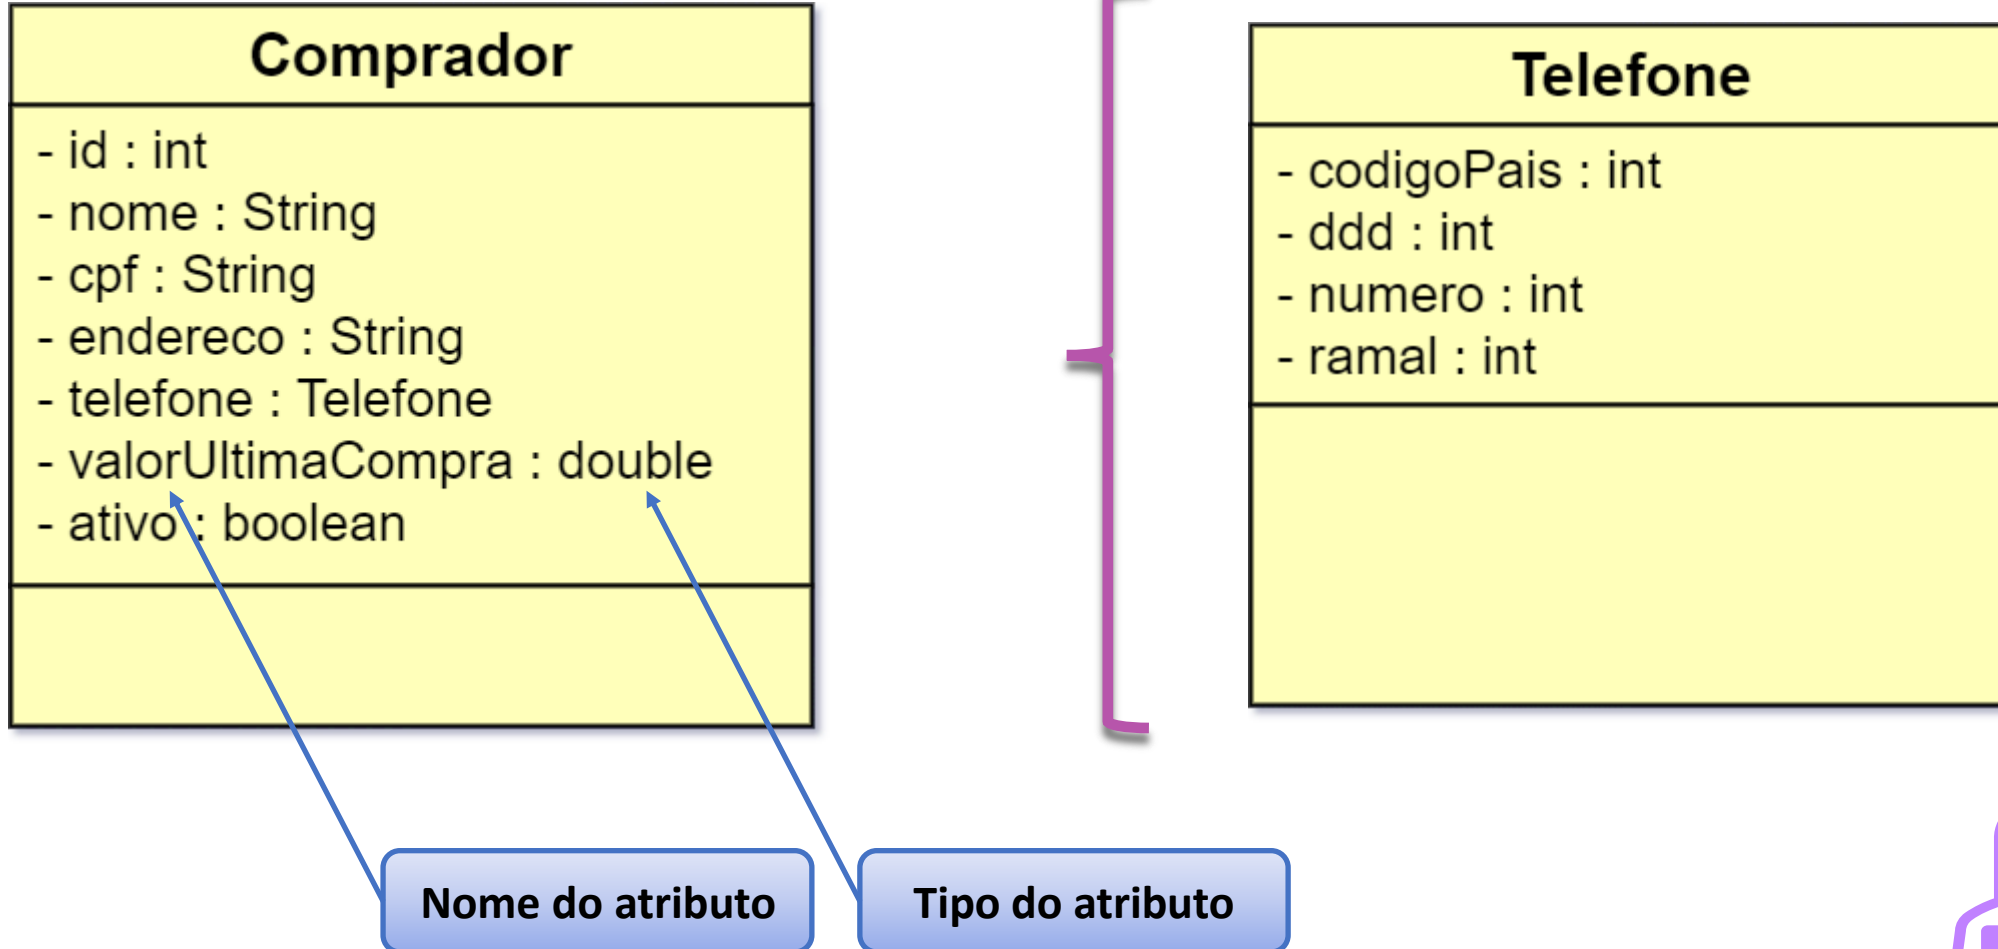 Comprador
- id : int
- nome : String
- cpf : String
- endereco : String
- telefone : Telefone
- valorUltimaCompra : double
- ativo : boolean
Telefone
- codigoPais : int
- ddd : int
- numero : int
- ramal : int
Nome do atributo
Tipo do atributo